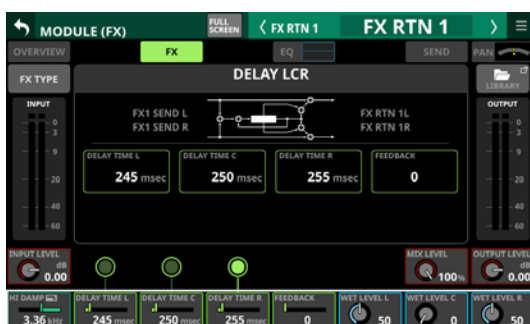 MODULE (FX)
FULL SCREEN
FX RTN 1
FX RTN 1
OVERVIEW
FX
EQ
SEND
PAN
FX TYPE
DELAY LCR
LIBRARY
INPUT
OUTPUT
FX1 SEND L
FX1 SEND R
FX RTN 1L
FX RTN 1R
0
3
9
20
40
60
0
3
9
20
40
60
DELAY TIME L
245 msec
DELAY TIME C
250 msec
DELAY TIME R
255 msec
FEEDBACK
0
INPUT LEVEL
dB
0.00
MIX LEVEL
100%
OUTPUT LEVEL
dB
0.00
HI DAMP
3.36 kHz
DELAY TIME L
245 msec
DELAY TIME C
250 msec
DELAY TIME R
255 msec
FEEDBACK
0
WET LEVEL L
50
WET LEVEL C
0
WET LEVEL R
50